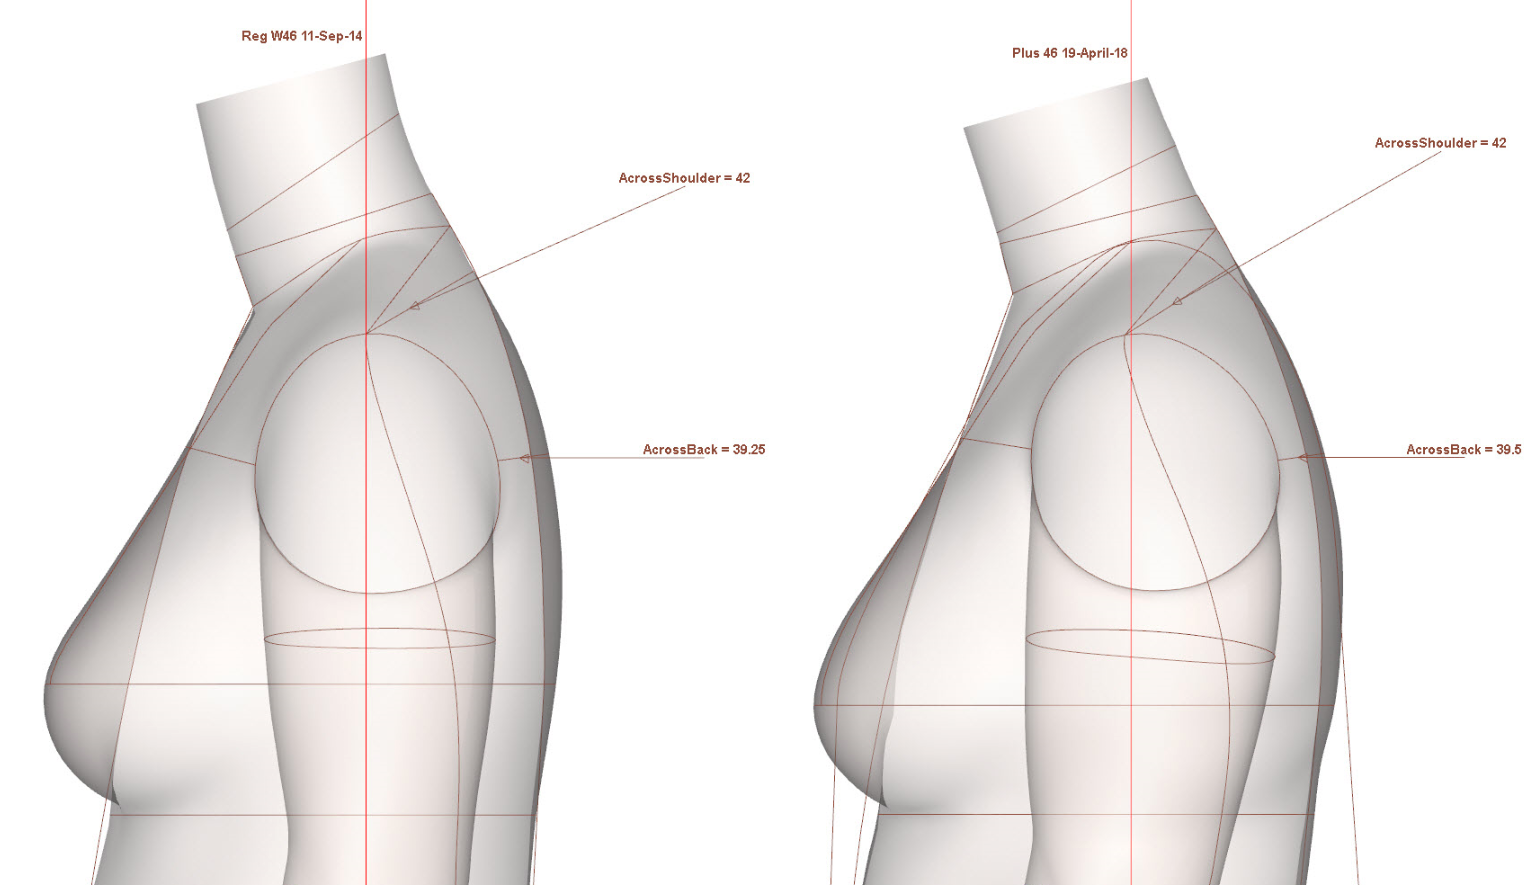 Reg W46 11-Sep-14
Plus 46 19-April-18
AcrossShoulder = 42
AcrossShoulder = 42
AcrossBack = 39.25
AcrossBack = 39.5